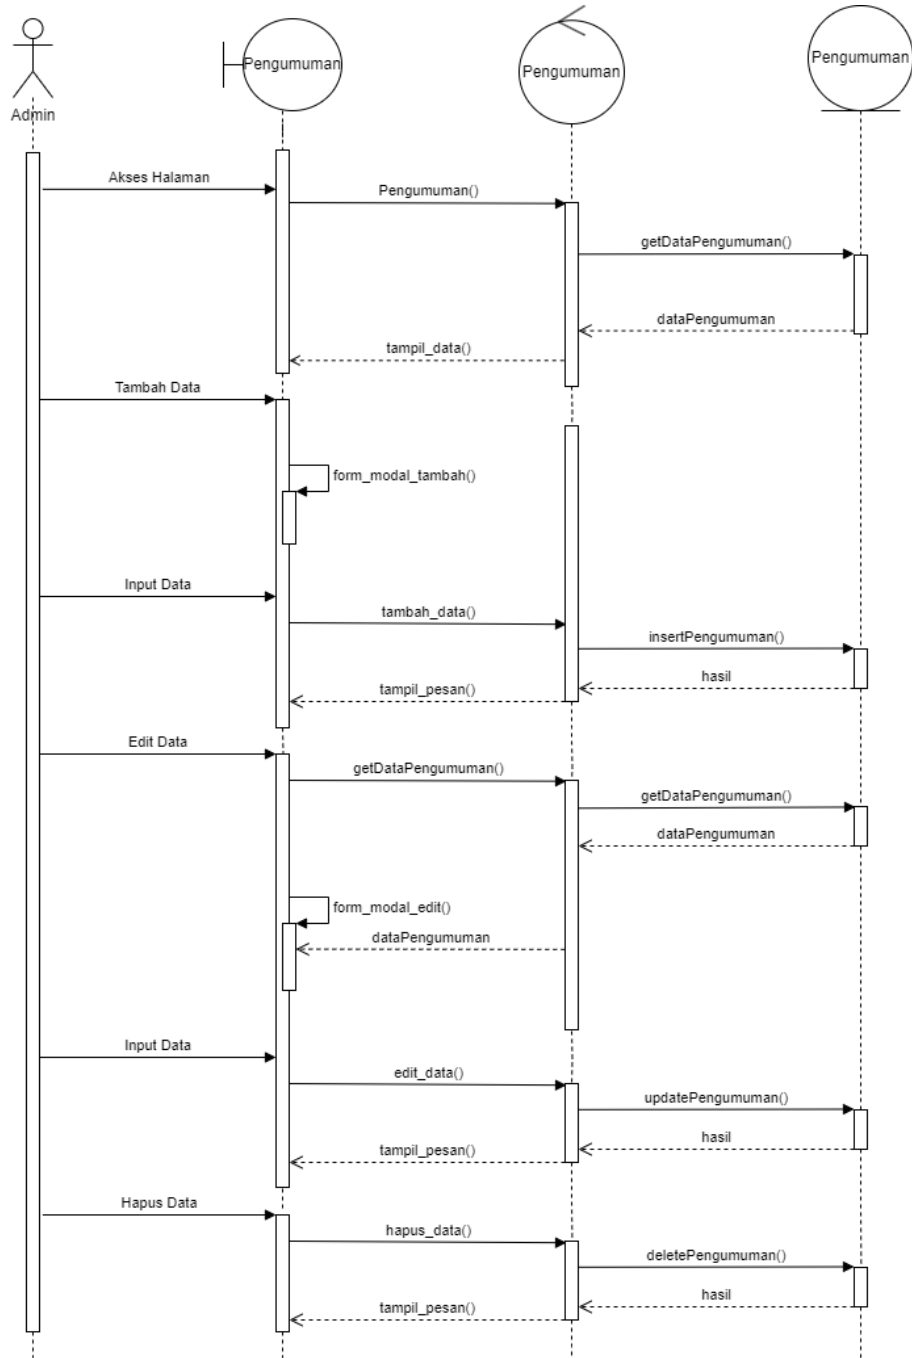 Admin
Pengumuman
Pengumuman
Pengumuman
Akses Halaman
Pengumuman()
getDataPengumuman()
dataPengumuman
tampil_data()
Tambah Data
form_modal_tambah()
Input Data
tambah_data()
insertPengumuman()
hasil
tampil_pesan()
Edit Data
getDataPengumuman()
getDataPengumuman()
dataPengumuman
form_modal_edit()
dataPengumuman
Input Data
edit_data()
updatePengumuman()
hasil
tampil_pesan()
Hapus Data
hapus_data()
deletePengumuman()
hasil
tampil_pesan()